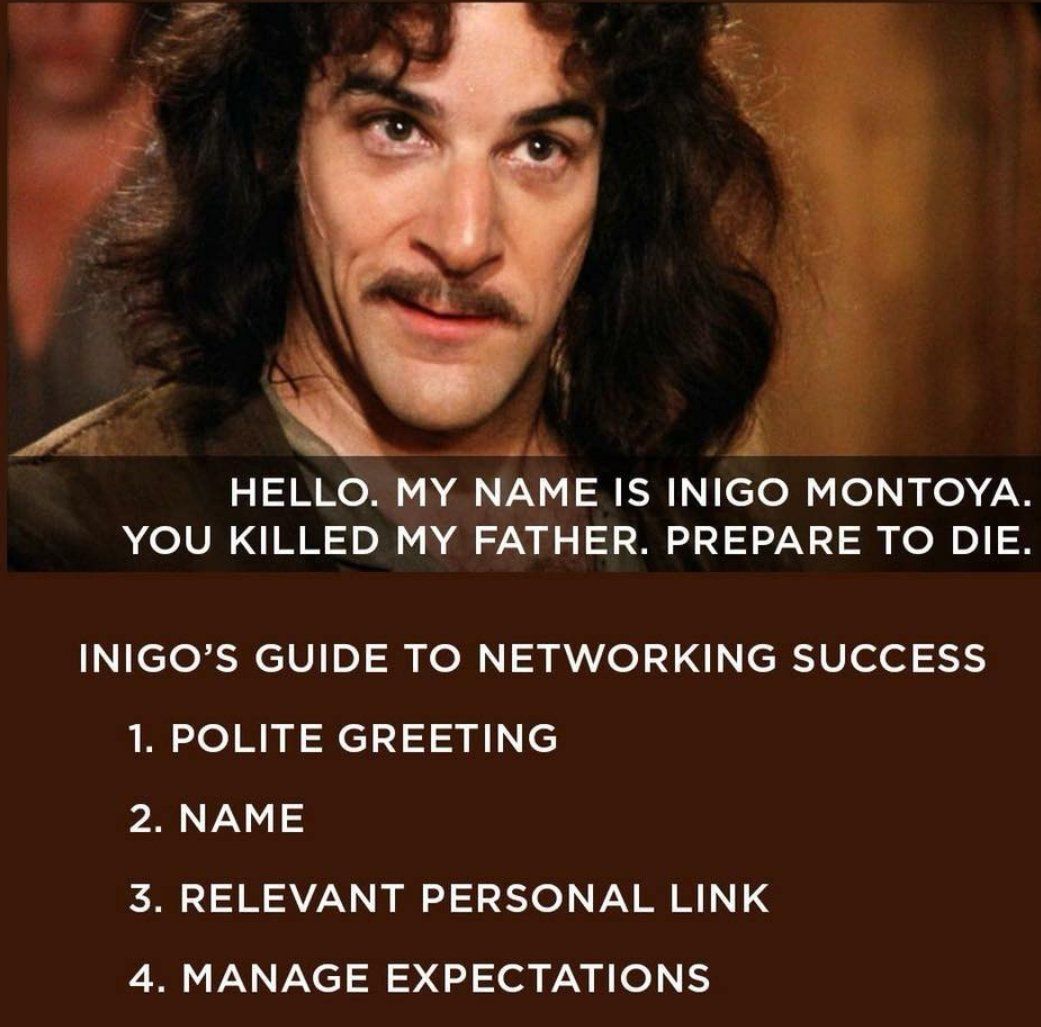 HELLO. MY NAME IS INIGO MONTOYA.
YOU KILLED MY FATHER. PREPARE TO DIE.
INIGO'S GUIDE TO NETWORKING SUCCESS
1. POLITE GREETING
2. NAME
3. RELEVANT PERSONAL LINK
4. MANAGE EXPECTATIONS